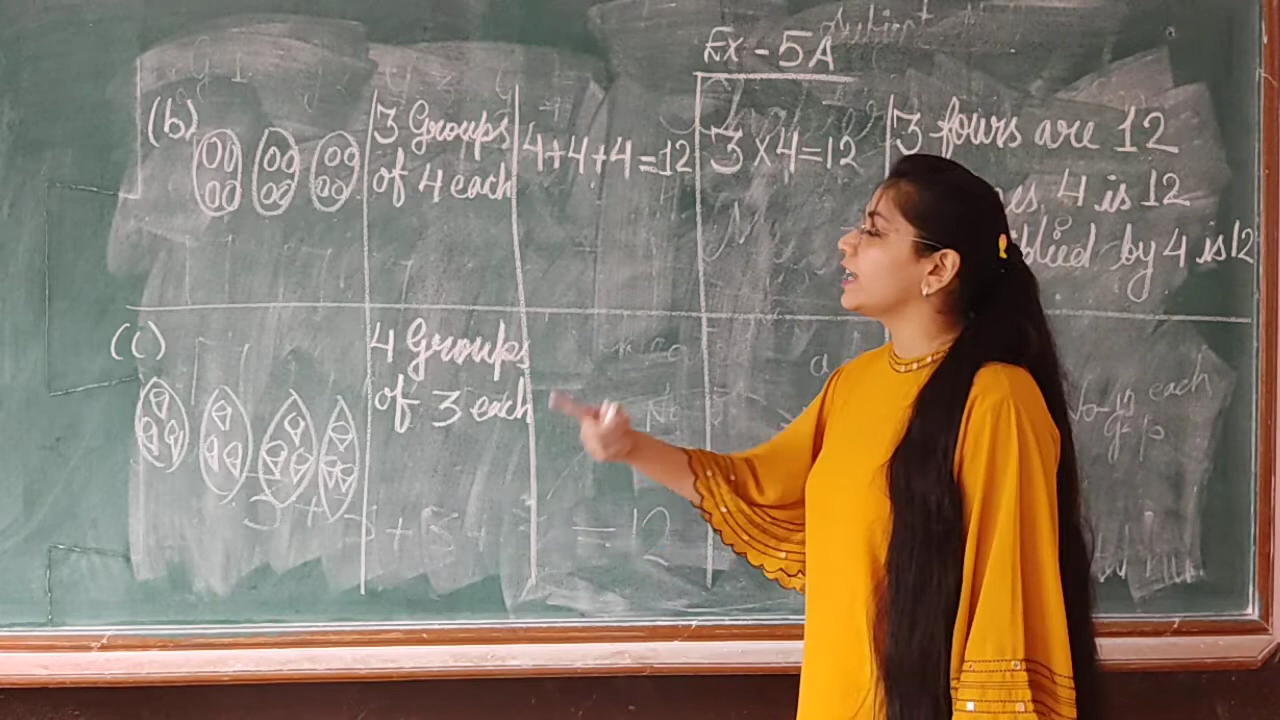 Ex - 5A
(b)
3 Groups
of 4 each
4+4+4=12
3×4=12
3 fours are 12
4 is 12
by 4 is 12
(c)
4 Groups
of 3 each
= 12
each